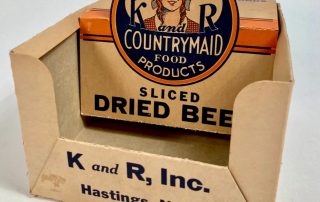 K R
and
COUNTRYMAID
FOOD
PRODUCTS
SLICED
DRIED BEE
K and R, Inc.
Hastings,